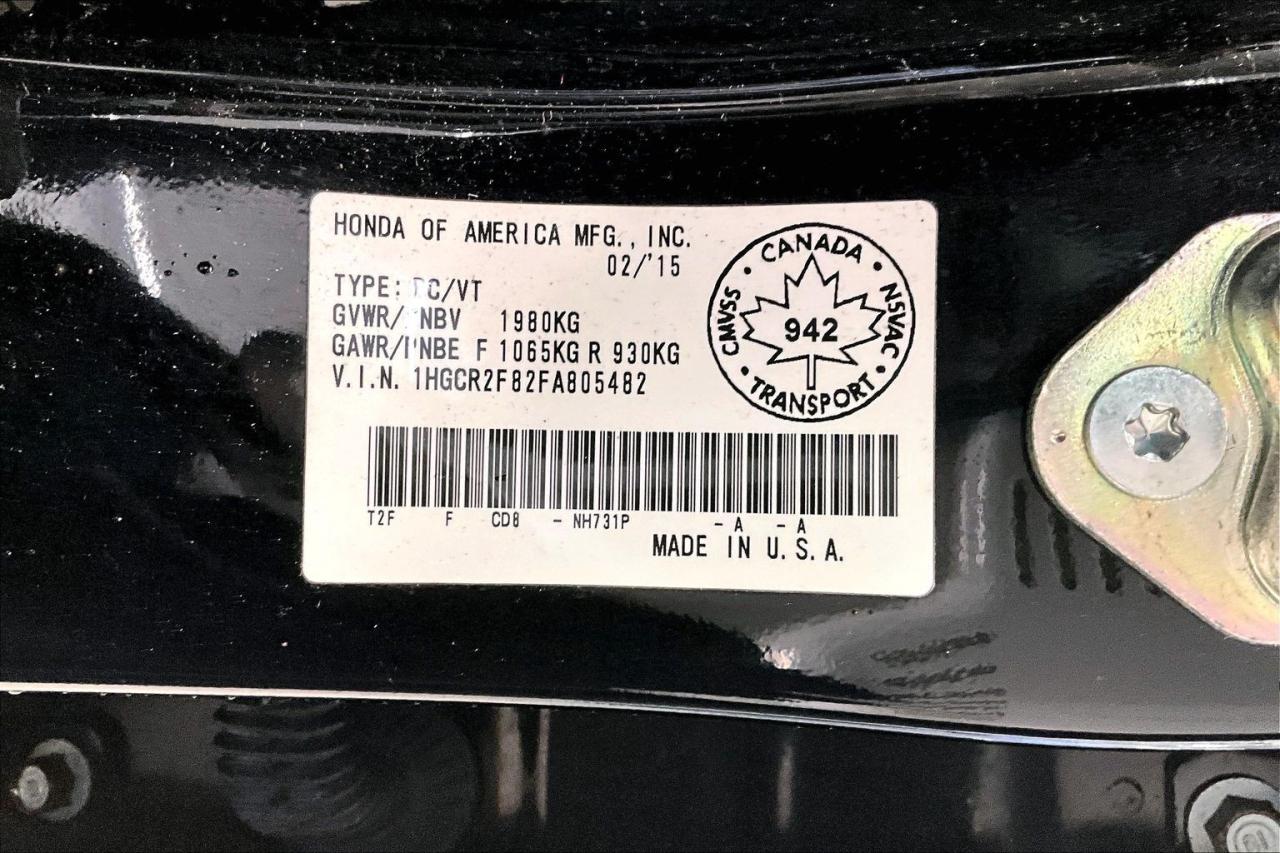 HONDA OF AMERICA MFG., INC.
02/'15
TYPE: PC/VT
GVWR/PNBV 1980KG
GAWR/PNBE F 1065KG R 930KG
V.I.N. 1HGCR2F82FA805482
CANADA
CMVSS
942
NSVAC
TRANSPORT
T2F F CD8 - NH731P - A - A
MADE IN U.S.A.